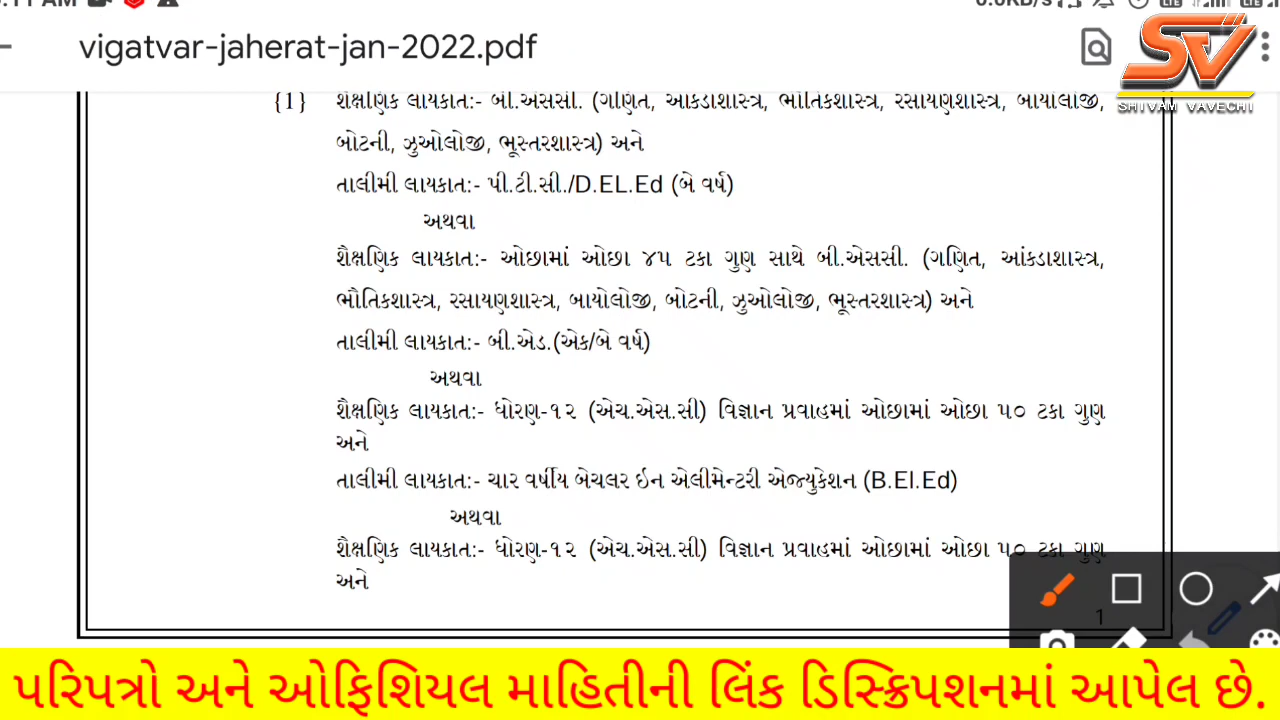 vigatvar-jaherat-jan-2022.pdf
SV
SHIVAM VAVECHI
{1} શૈક્ષણિક લાયકાત:- બી.એસસી. (ગણિત, આંકડાશાસ્ત્ર, ભૌતિકશાસ્ત્ર, રસાયણશાસ્ત્ર, બાયોલોજી,
બોટની, ઝુઓલોજી, ભૂસ્તરશાસ્ત્ર) અને
તાલીમી લાયકાત:- પી.ટી.સી./D.EL.Ed (બે વર્ષ)
અથવા
શૈક્ષણિક લાયકાત:- ઓછામાં ઓછા ૪૫ ટકા ગુણ સાથે બી.એસસી. (ગણિત, આંકડાશાસ્ત્ર,
ભૌતિકશાસ્ત્ર, રસાયણશાસ્ત્ર, બાયોલોજી, બોટની, ઝુઓલોજી, ભૂસ્તરશાસ્ત્ર) અને
તાલીમી લાયકાત:- બી.એડ.(એક/બે વર્ષ)
અથવા
શૈક્ષણિક લાયકાત:- ધોરણ-૧૨ (એચ.એસ.સી) વિજ્ઞાન પ્રવાહમાં ઓછામાં ઓછા ૫૦ ટકા ગુણ
અને
તાલીમી લાયકાત:- ચાર વર્ષીય બેચલર ઇન એલીમેન્ટરી એજ્યુકેશન (B.El.Ed)
અથવા
શૈક્ષણિક લાયકાત:- ધોરણ-૧૨ (એચ.એસ.સી) વિજ્ઞાન પ્રવાહમાં ઓછામાં ઓછા ૫૦ ટકા ગુણ
અને
1
પરિપત્રો અને ઓફિશિયલ માહિતીની લિંક ડિસ્ક્રિપશનમાં આપેલ છે.